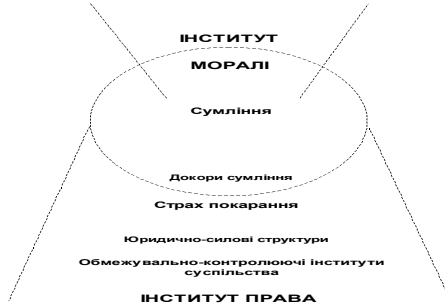 ІНСТИТУТ
МОРАЛІ
Сумління
Докори сумління
Страх покарання
Юридично-силові структури
Обмежувально-контролюючі інститути
суспільства
ІНСТИТУТ ПРАВА